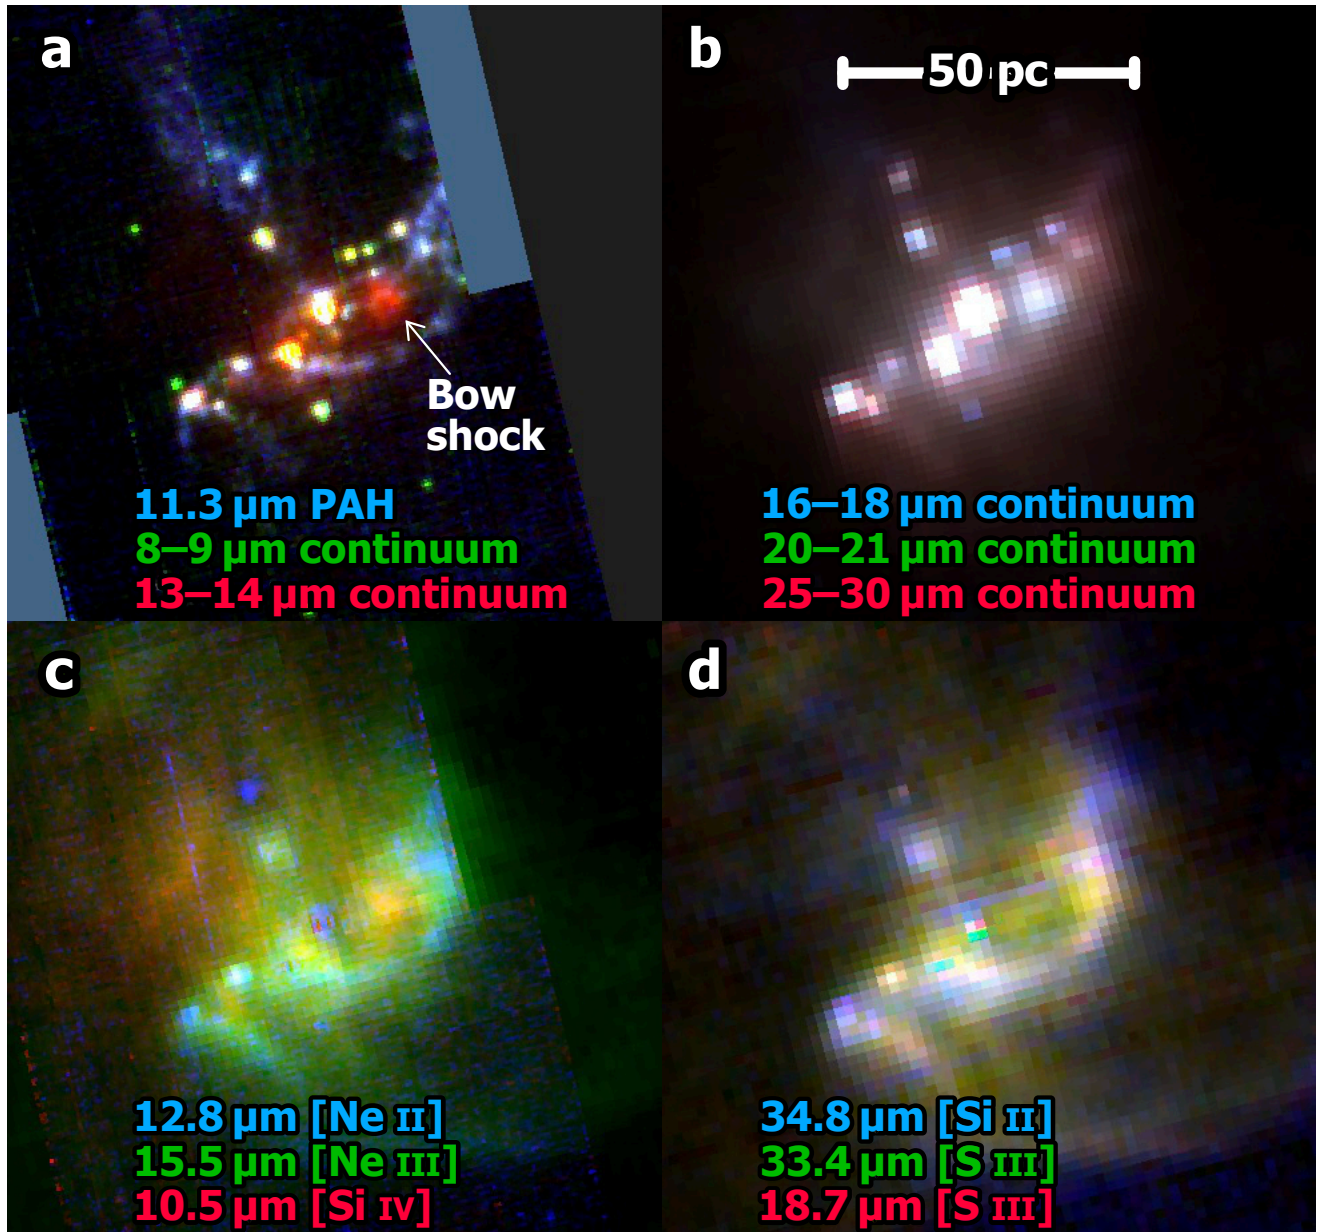 a
b
50 pc
Bow
shock
11.3 µm PAH
8–9 µm continuum
13–14 µm continuum
16–18 µm continuum
20–21 µm continuum
25–30 µm continuum
c
d
12.8 µm [Ne II]
15.5 µm [Ne III]
10.5 µm [Si IV]
34.8 µm [Si II]
33.4 µm [S III]
18.7 µm [S III]